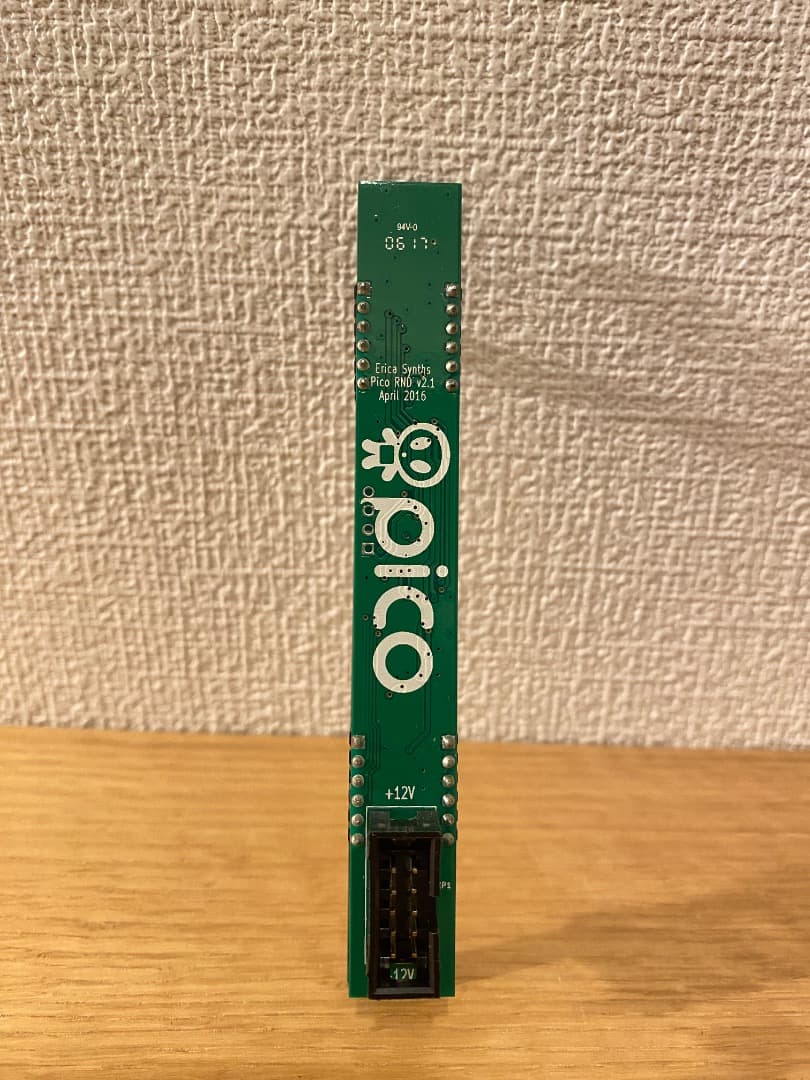 94V-0
0617
Erica Synths
Pico RND v2.1
April 2016
pico
+12V
-12V